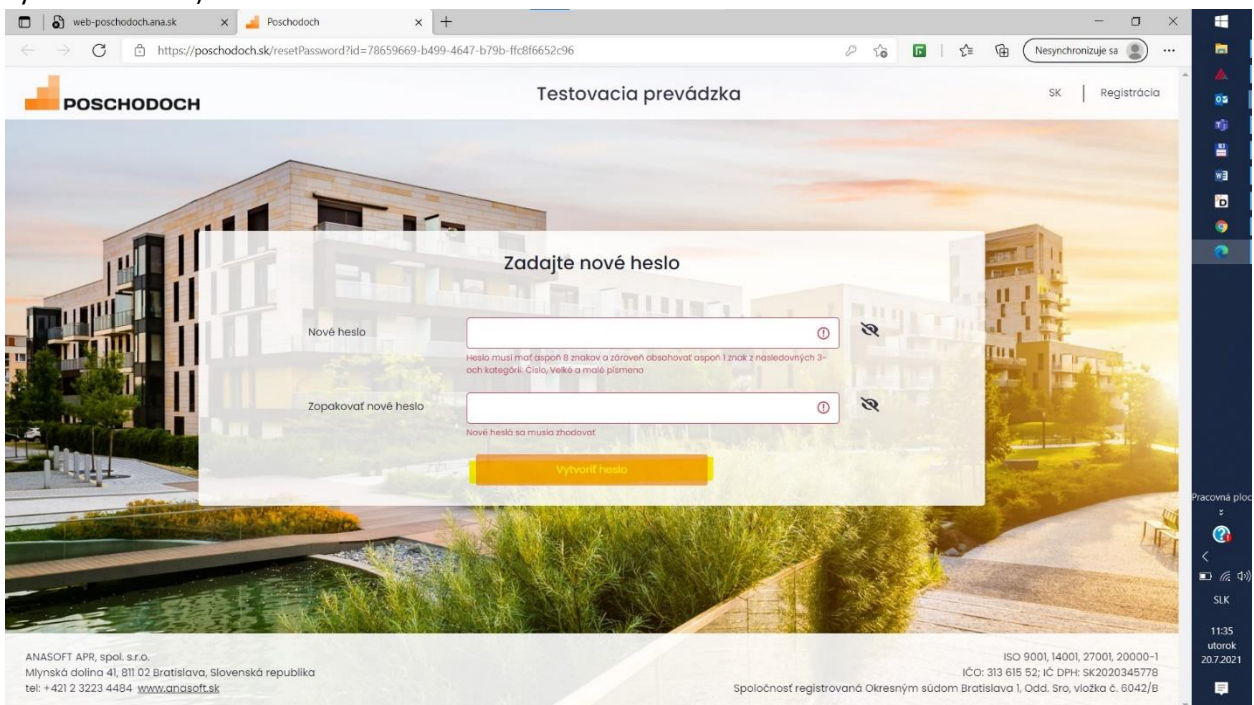 web-poschodoch.ana.sk
Poschodoch
https://poschodoch.sk/resetPassword?id=78659669-b499-4647-b79b-ffc8f6652c96
Nesynchronizuje sa
POSCHODOCH
Testovacia prevádzka
SK
Registrácia
Zadajte nové heslo
Nové heslo
Heslo musí mať aspoň 8 znakov a zároveň obsahovať aspoň 1 znak z nasledovných 3-
och kategórií: Číslo, Veľké a malé písmeno
Zopakovať nové heslo
Nové heslá sa musia zhodovať
Vytvoriť heslo
ANASOFT APR, spol. s.r.o.
Mlynská dolina 41, 811 02 Bratislava, Slovenská republika
tel: +421 2 3223 4484 www.anasoft.sk
ISO 9001, 14001, 27001, 20000-1
IČO: 313 615 52; IČ DPH: SK2020345778
Spoločnosť registrovaná Okresným súdom Bratislava 1, Odd. Sro, vložka č. 6042/B
Pracovná ploc
SLK
11:35
utorok
20.7.2021